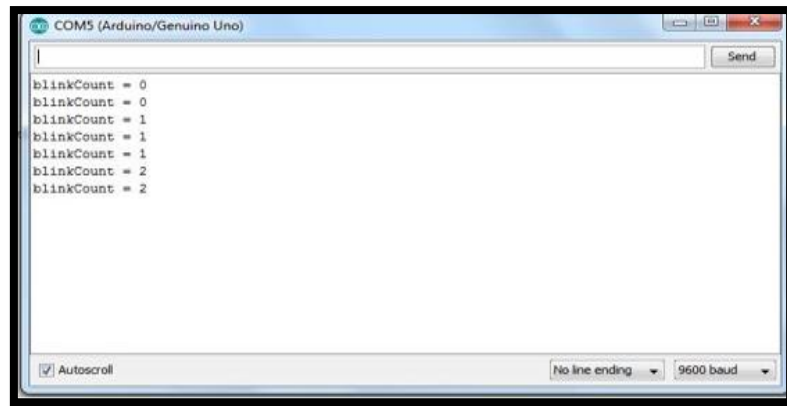 COM5 (Arduino/Genuino Uno)
Send
blinkCount = 0
blinkCount = 0
blinkCount = 1
blinkCount = 1
blinkCount = 1
blinkCount = 2
blinkCount = 2
Autoscroll
No line ending
9600 baud